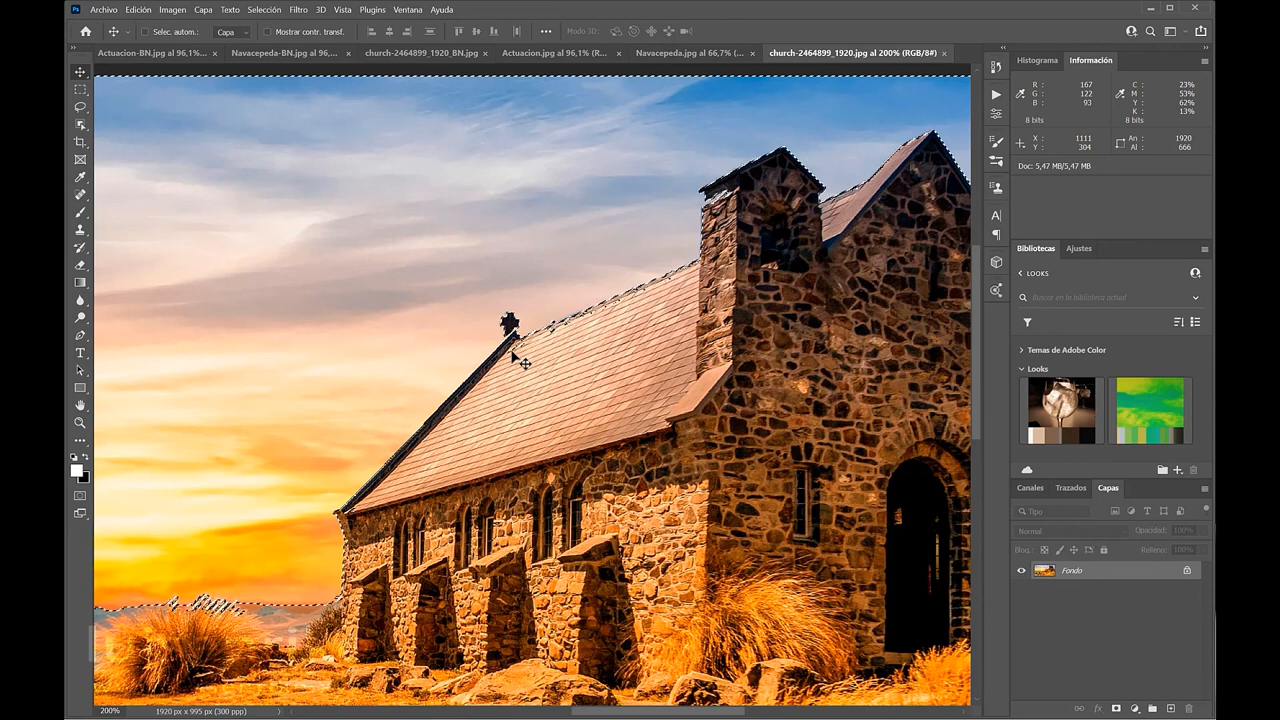 Ps Archivo Edición Imagen Capa Texto Selección Filtro 3D Vista Plugins Ventana Ayuda
Selec. autom.: Capa Mostrar contr. transf. ••• Modo 3D:
Actuacion-BN.jpg al 96,1%... × Navacepeda-BN.jpg al 96,... × church-2464899_1920_BN.jpg × Actuacion.jpg al 96,1% (R... × Navacepeda.jpg al 66,7% (... × church-2464899_1920.jpg al 200% (RGB/8#) ×
Histograma Información
R: 167 C: 23%
G: 122 M: 53%
B: 93 Y: 62%
K: 13%
8 bits 8 bits
X: 1111 An: 1920
Y: 304 Al: 666
Doc: 5,47 MB/5,47 MB
Bibliotecas Ajustes
LOOKS
Buscar en la biblioteca actual
Temas de Adobe Color
Looks
Canales Trazados Capas
Tipo
Normal Opacidad: 100%
Bloq.: Relleno: 100%
Fondo
200% 1920 px x 995 px (300 ppp)